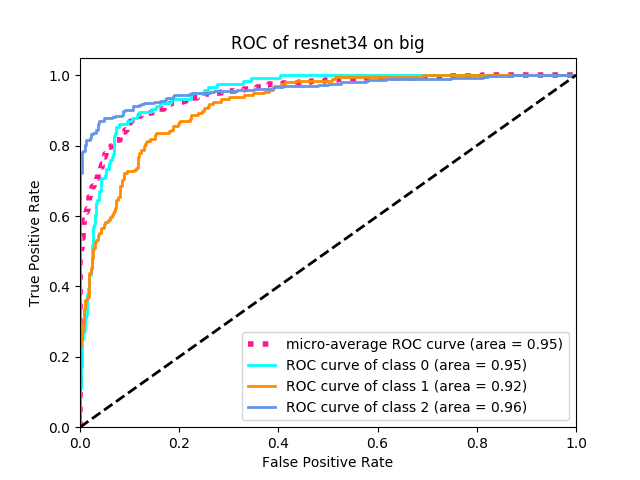 ROC of resnet34 on big
True Positive Rate
1.0
0.8
0.6
0.4
0.2
0.0
micro-average ROC curve (area = 0.95)
ROC curve of class 0 (area = 0.95)
ROC curve of class 1 (area = 0.92)
ROC curve of class 2 (area = 0.96)
0.0 0.2 0.4 0.6 0.8 1.0
False Positive Rate